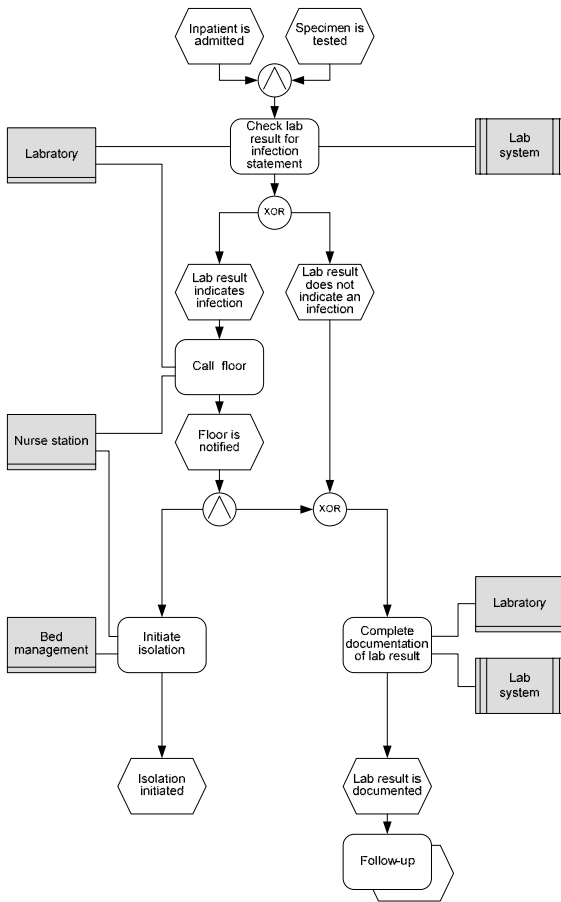 Inpatient is
admitted
Specimen is
tested
Check lab
result for
infection
statement
Labratory
Lab
system
XOR
Lab result
indicates
infection
Lab result
does not
indicate an
infection
Call floor
Nurse station
Floor is
notified
XOR
Bed
management
Initiate
isolation
Complete
documentation
of lab result
Labratory
Lab
system
Isolation
initiated
Lab result is
documented
Follow-up